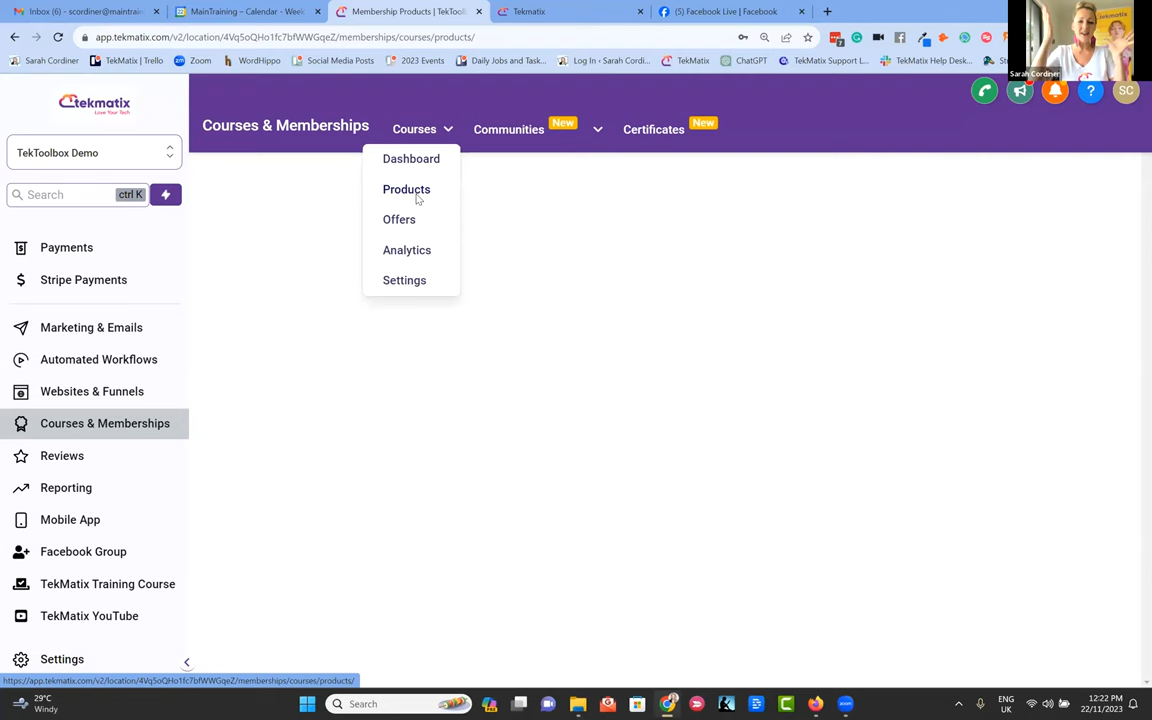 Inbox (6) - scordiner@maintrain
MainTraining - Calendar - Week
Membership Products | TekToolb
Tekmatix
(5) Facebook Live | Facebook
app.tekmatix.com/v2/location/4Vq5oQHo1fc7bfWWGqeZ/memberships/courses/products/
Sarah Cordiner
TekMatix | Trello
Zoom
WordHippo
Social Media Posts
2023 Events
Daily Jobs and Task...
Log In ‹ Sarah Cordi...
TekMatix
ChatGPT
TekMatix Support L...
TekMatix Help Desk...
Sarah Cordiner
tekmatix
Love Your Tech
Courses & Memberships
Courses
Communities
New
Certificates
New
SC
TekToolbox Demo
Search
ctrl K
Dashboard
Products
Offers
Analytics
Settings
Payments
Stripe Payments
Marketing & Emails
Automated Workflows
Websites & Funnels
Courses & Memberships
Reviews
Reporting
Mobile App
Facebook Group
TekMatix Training Course
TekMatix YouTube
Settings
https://app.tekmatix.com/v2/location/4Vq5oQHo1fc7bfWWGqeZ/memberships/courses/products/
29°C
Windy
Search
ENG
UK
12:22 PM
22/11/2023